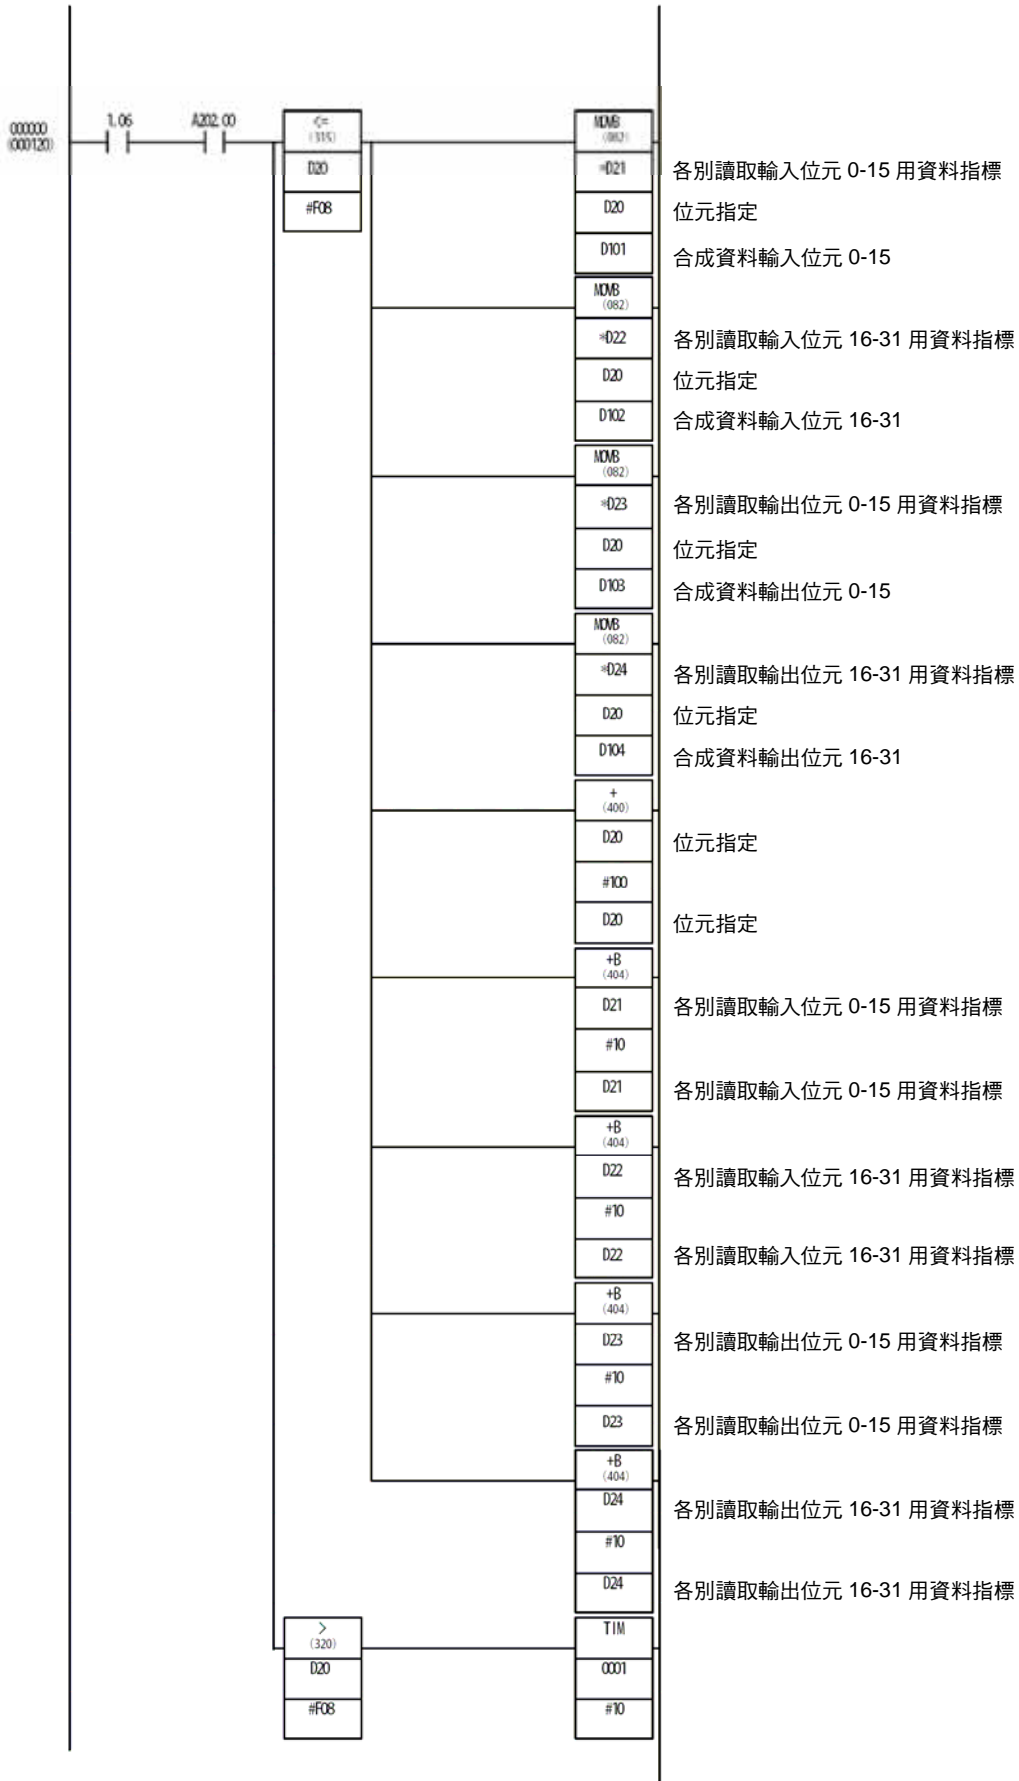 000000
(000120)
1.06
A202.00
<=
(315)
D20
#F08
MOVB
(082)
*D21 各別讀取輸入位元 0-15 用資料指標
D20 位元指定
D101 合成資料輸入位元 0-15
MOVB
(082)
*D22 各別讀取輸入位元 16-31 用資料指標
D20 位元指定
D102 合成資料輸入位元 16-31
MOVB
(082)
*D23 各別讀取輸出位元 0-15 用資料指標
D20 位元指定
D103 合成資料輸出位元 0-15
MOVB
(082)
*D24 各別讀取輸出位元 16-31 用資料指標
D20 位元指定
D104 合成資料輸出位元 16-31
+
(400)
D20 位元指定
#100
D20 位元指定
+B
(404)
D21 各別讀取輸入位元 0-15 用資料指標
#10
D21 各別讀取輸入位元 0-15 用資料指標
+B
(404)
D22 各別讀取輸入位元 16-31 用資料指標
#10
D22 各別讀取輸入位元 16-31 用資料指標
+B
(404)
D23 各別讀取輸出位元 0-15 用資料指標
#10
D23 各別讀取輸出位元 0-15 用資料指標
+B
(404)
D24 各別讀取輸出位元 16-31 用資料指標
#10
D24 各別讀取輸出位元 16-31 用資料指標
>
(320)
D20
#F08
TIM
0001
#10